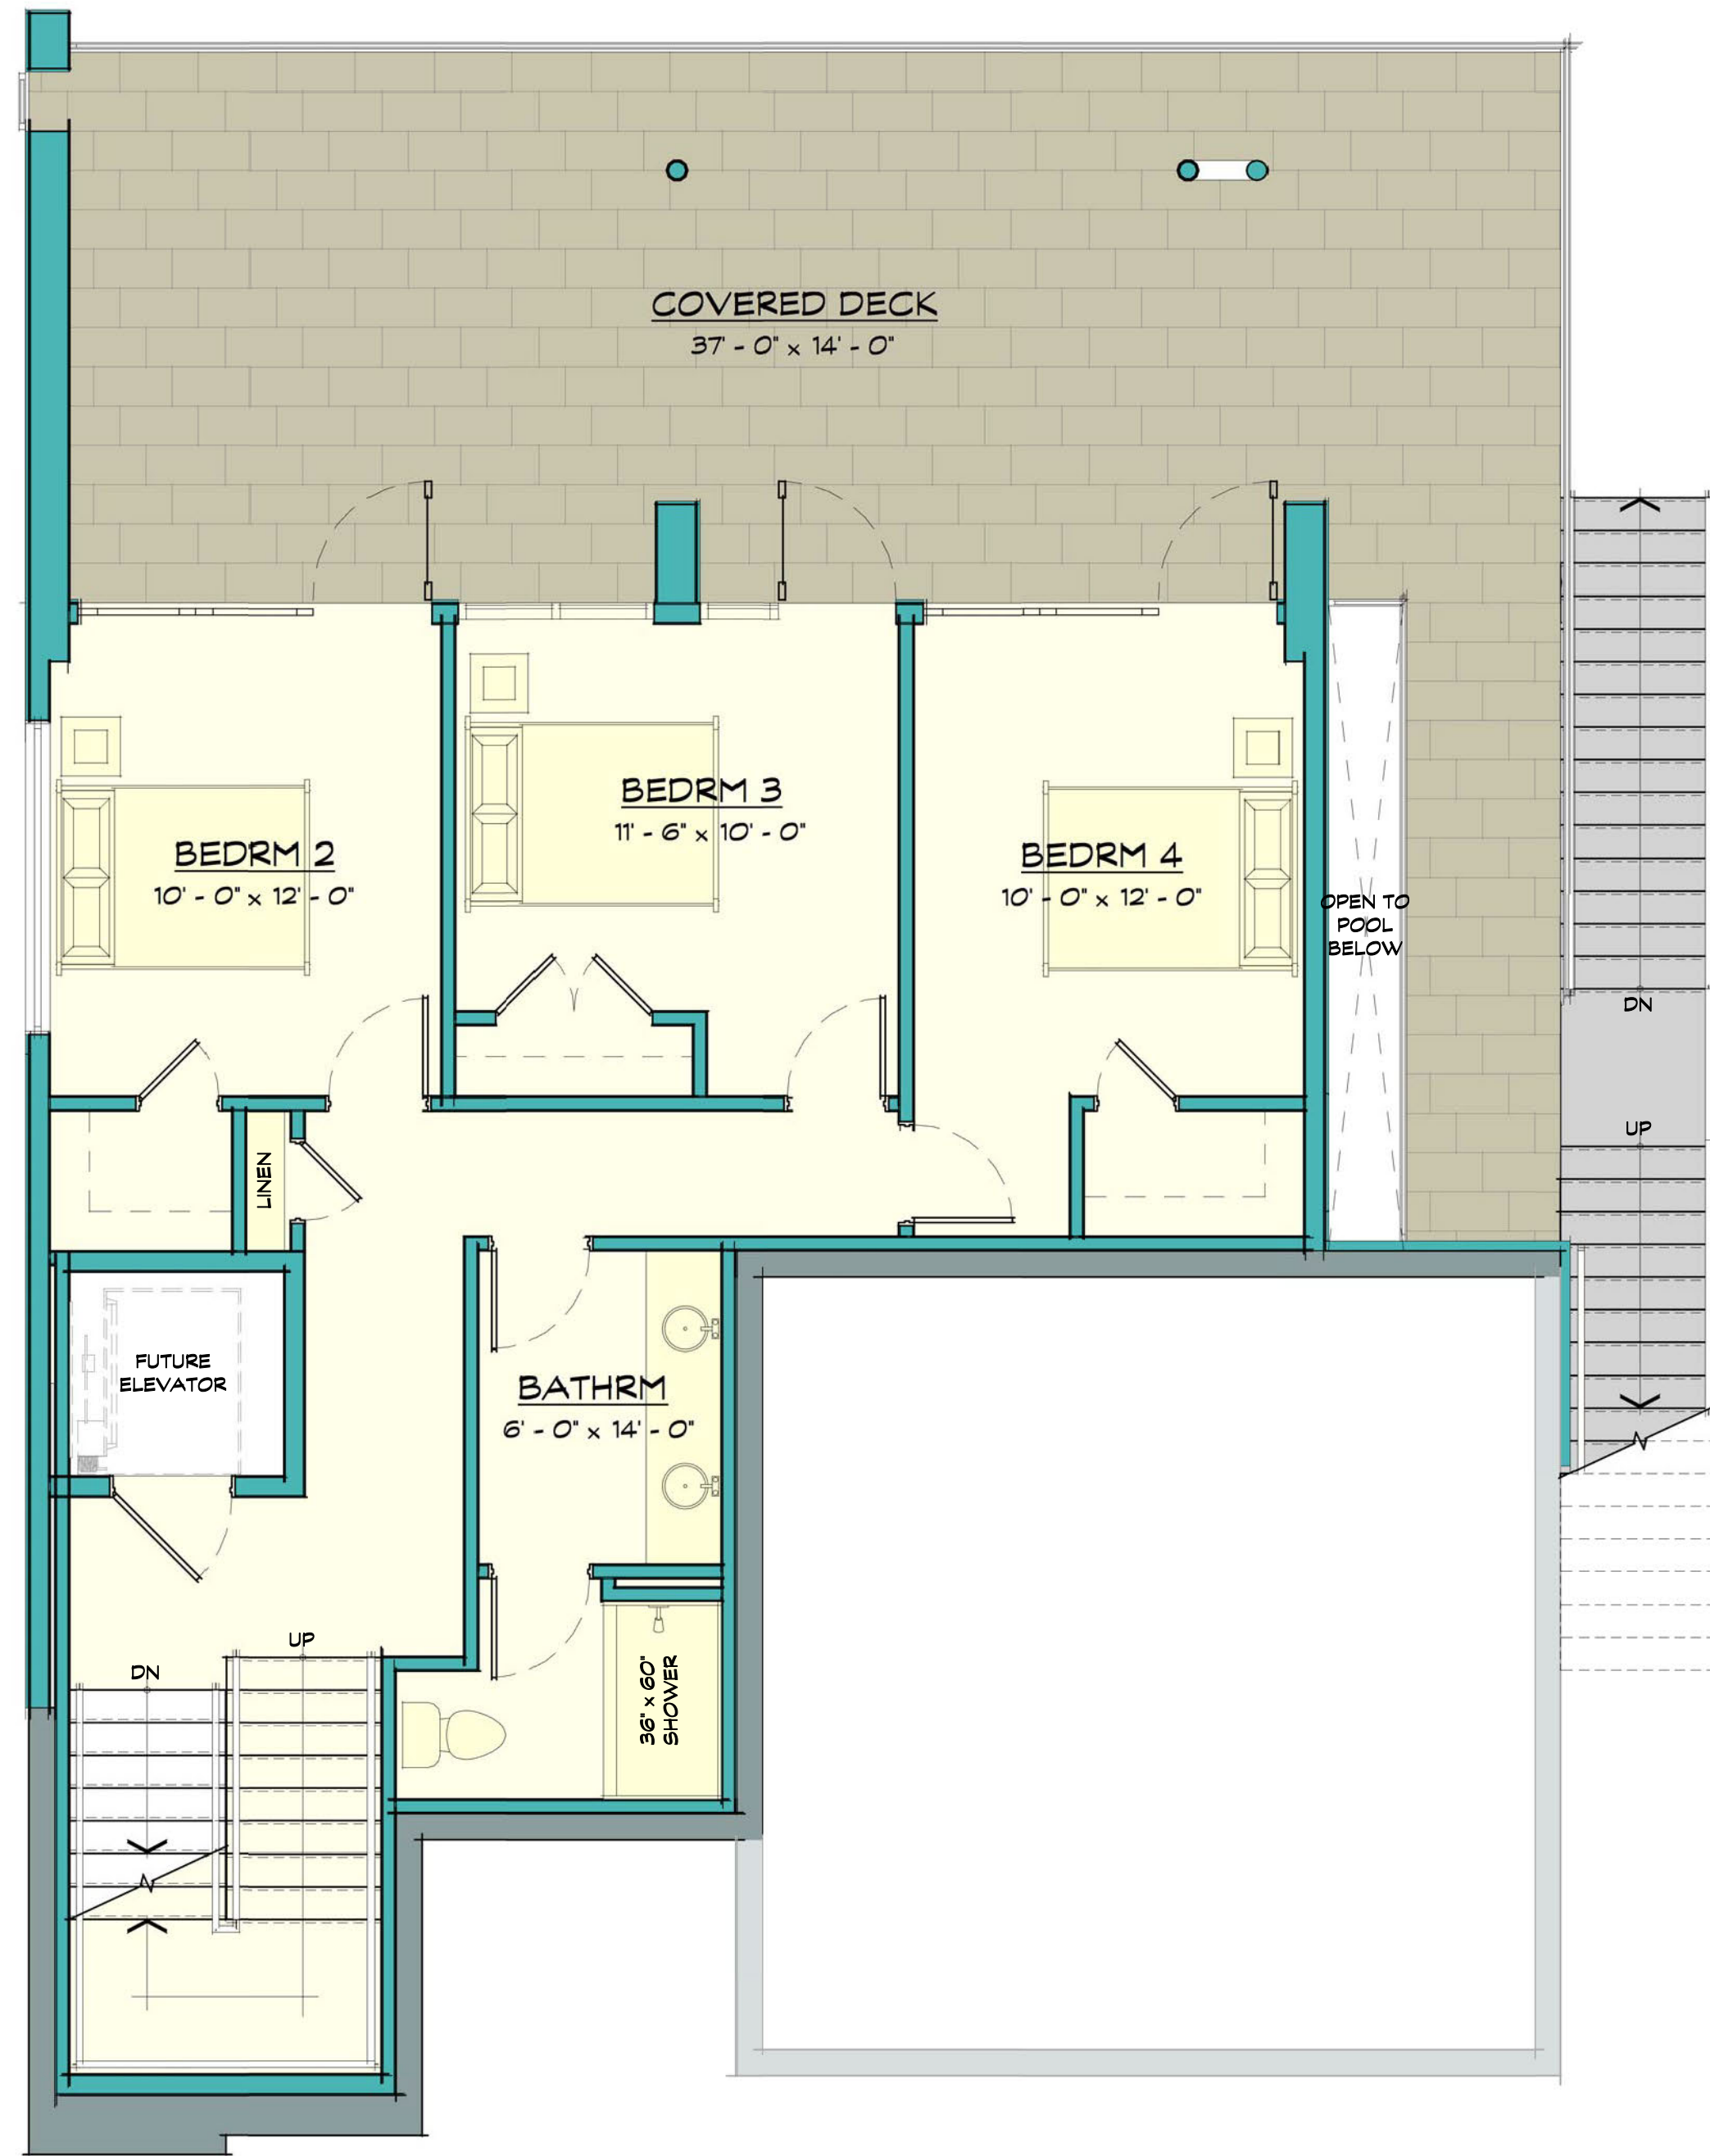 COVERED DECK
37' - 0" x 14' - 0"
BEDRM 3
11' - 6" x 10' - 0"
BEDRM 2
10' - 0" x 12' - 0"
BEDRM 4
10' - 0" x 12' - 0"
OPEN TO
POOL
BELOW
DN
UP
LINEN
FUTURE
ELEVATOR
BATHRM
6' - 0" x 14' - 0"
UP
DN
36" x 60"
SHOWER
N
N